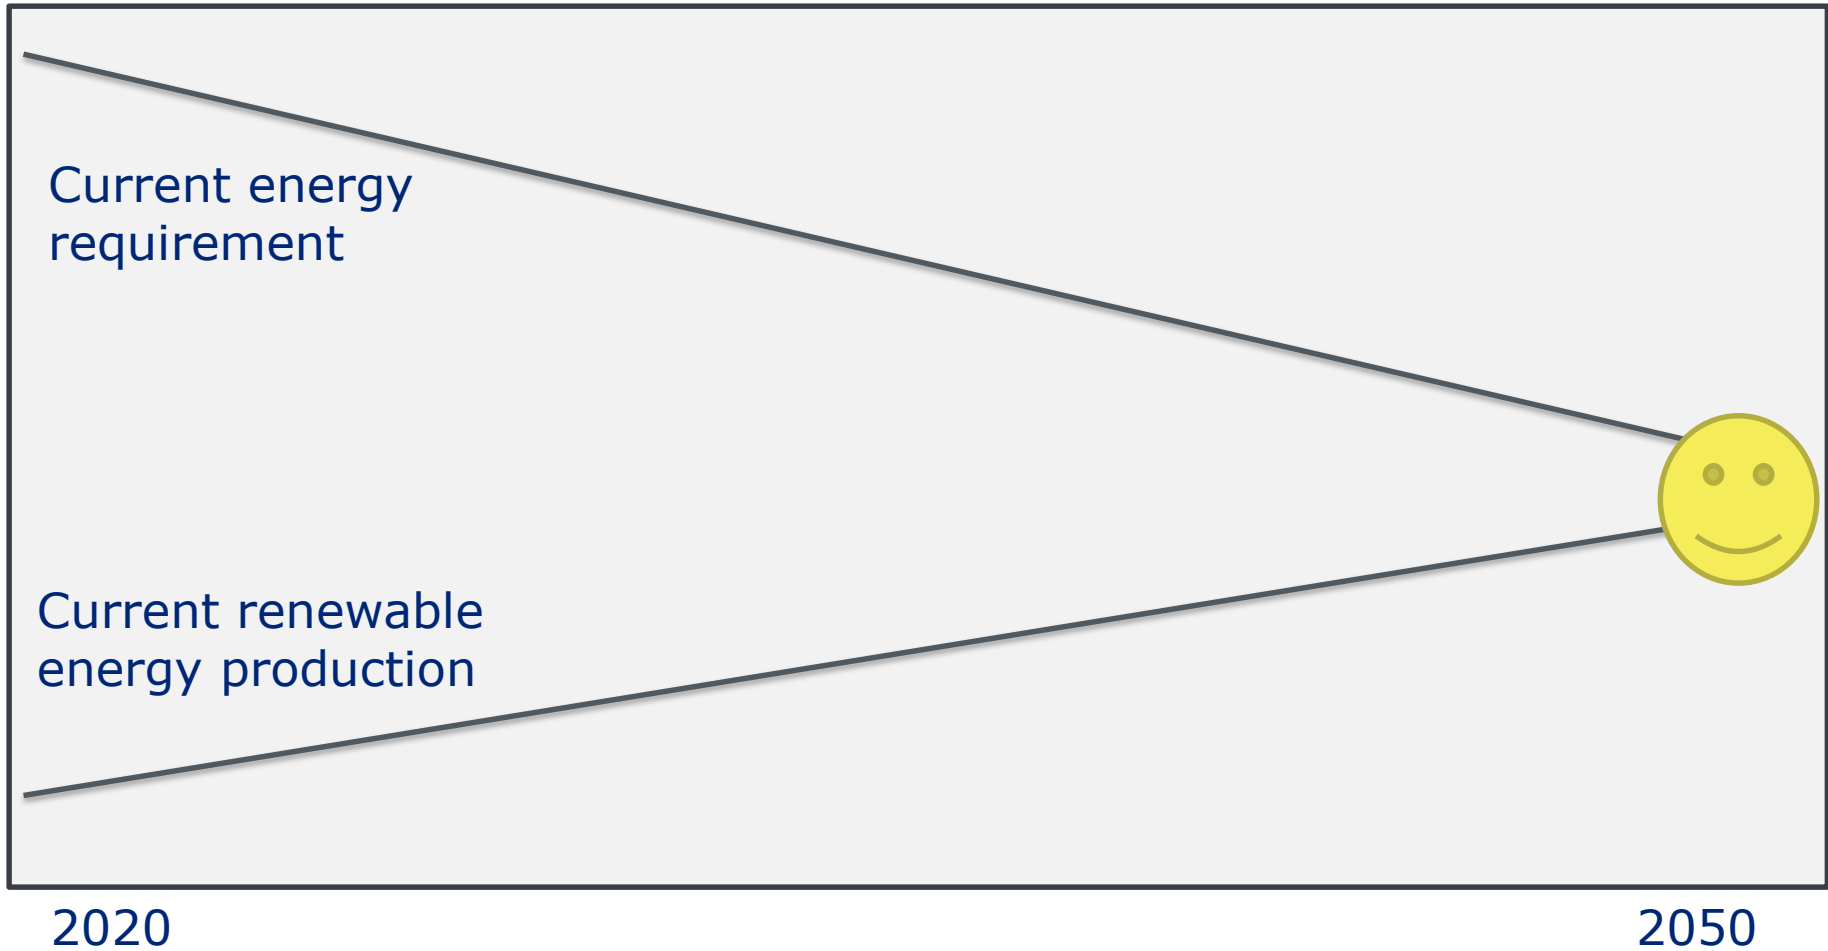 Current energy
requirement
Current renewable
energy production
2020
2050